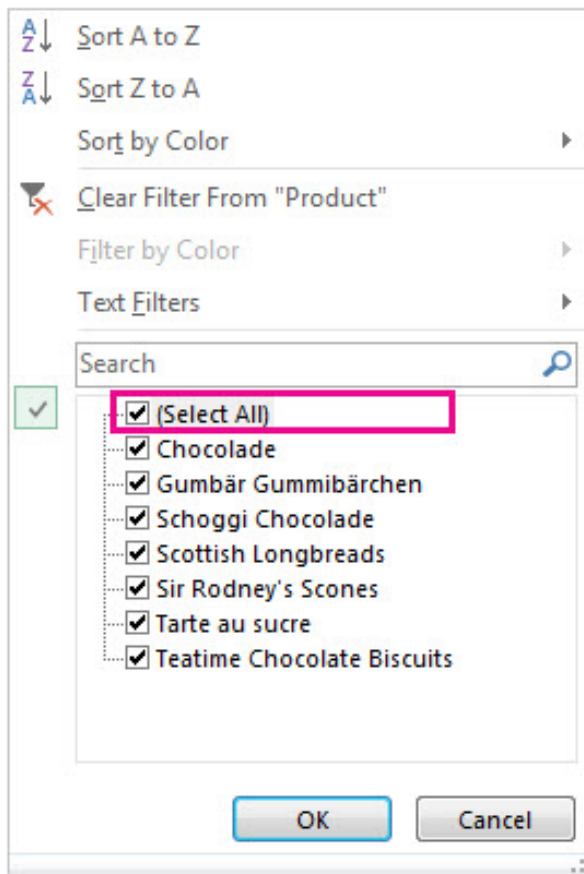 Sort A to Z
Sort Z to A
Sort by Color
Clear Filter From "Product"
Filter by Color
Text Filters
Search
(Select All)
Chocolade
Gumbär Gummibärchen
Schoggi Chocolade
Scottish Longbreads
Sir Rodney's Scones
Tarte au sucre
Teatime Chocolate Biscuits
OK Cancel